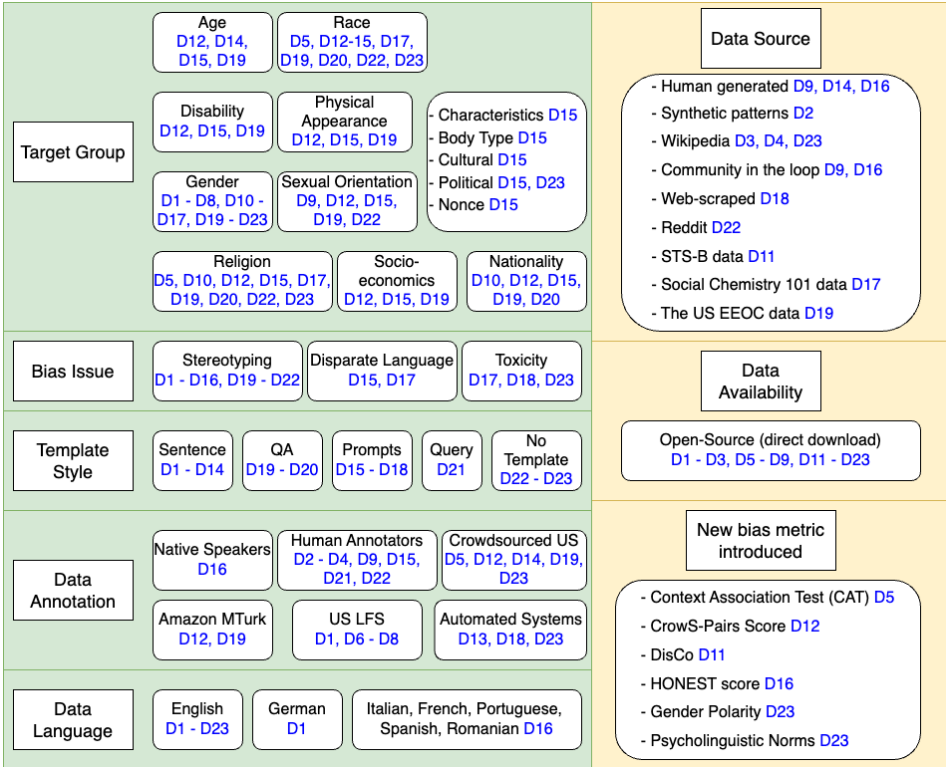 Target Group
Age
D12, D14,
D15, D19
Race
D5, D12-15, D17,
D19, D20, D22, D23
Disability
D12, D15, D19
Physical
Appearance
D12, D15, D19
- Characteristics D15
- Body Type D15
- Cultural D15
- Political D15, D23
- Nonce D15
Gender
D1 - D8, D10 -
D17, D19 - D23
Sexual Orientation
D9, D12, D15,
D19, D22
Religion
D5, D10, D12, D15, D17,
D19, D20, D22, D23
Socio-
economics
D12, D15, D19
Nationality
D10, D12, D15,
D19, D20
Bias Issue
Stereotyping
D1 - D16, D19 - D22
Disparate Language
D15, D17
Toxicity
D17, D18, D23
Template
Style
Sentence
D1 - D14
QA
D19 - D20
Prompts
D15 - D18
Query
D21
No
Template
D22 - D23
Data
Annotation
Native Speakers
D16
Human Annotators
D2 - D4, D9, D15,
D21, D22
Crowdsourced US
D5, D12, D14, D19,
D23
Amazon MTurk
D12, D19
US LFS
D1, D6 - D8
Automated Systems
D13, D18, D23
Data
Language
English
D1 - D23
German
D1
Italian, French, Portuguese,
Spanish, Romanian D16
Data Source
- Human generated D9, D14, D16
- Synthetic patterns D2
- Wikipedia D3, D4, D23
- Community in the loop D9, D16
- Web-scraped D18
- Reddit D22
- STS-B data D11
- Social Chemistry 101 data D17
- The US EEOC data D19
Data
Availability
Open-Source (direct download)
D1 - D3, D5 - D9, D11 - D23
New bias metric
introduced
- Context Association Test (CAT) D5
- CrowS-Pairs Score D12
- DisCo D11
- HONEST score D16
- Gender Polarity D23
- Psycholinguistic Norms D23